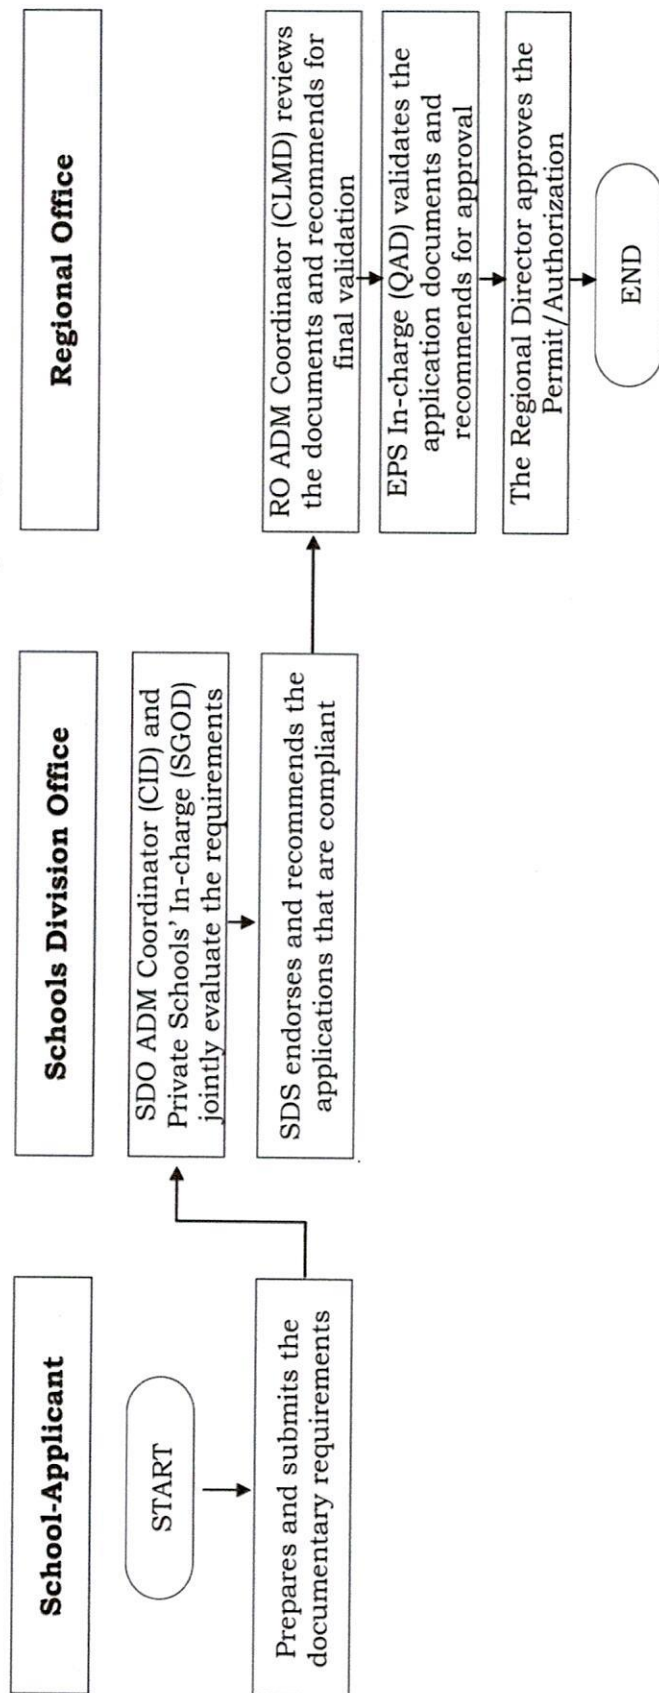 School-Applicant
START
Prepares and submits the
documentary requirements
Schools Division Office
SDO ADM Coordinator (CID) and
Private Schools' In-charge (SGOD)
jointly evaluate the requirements
SDS endorses and recommends the
applications that are compliant
Regional Office
RO ADM Coordinator (CLMD) reviews
the documents and recommends for
final validation
EPS In-charge (QAD) validates the
application documents and
recommends for approval
The Regional Director approves the
Permit/Authorization
END